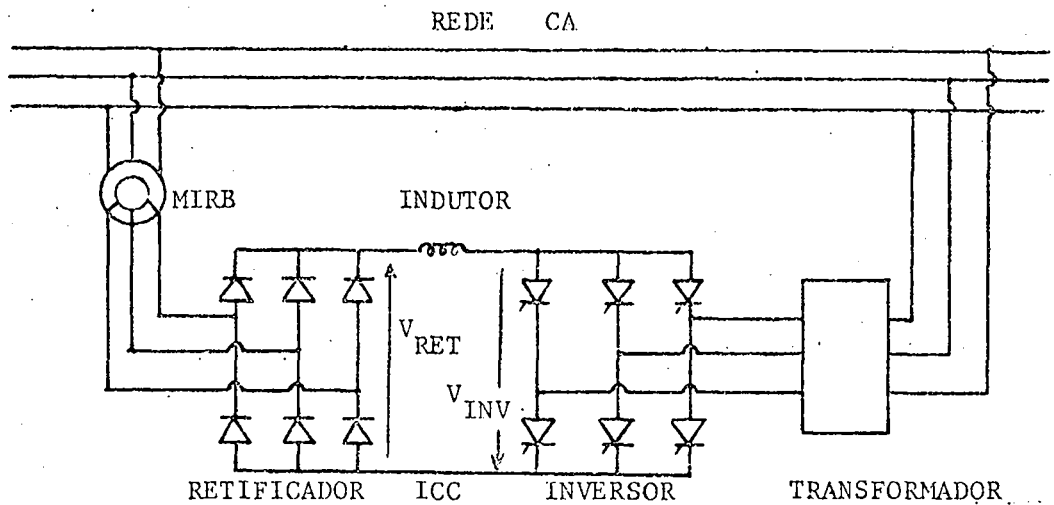 REDE CA
MIRB
INDUTOR
V RET
V INV
RETIFICADOR ICC INVERSOR TRANSFORMADOR